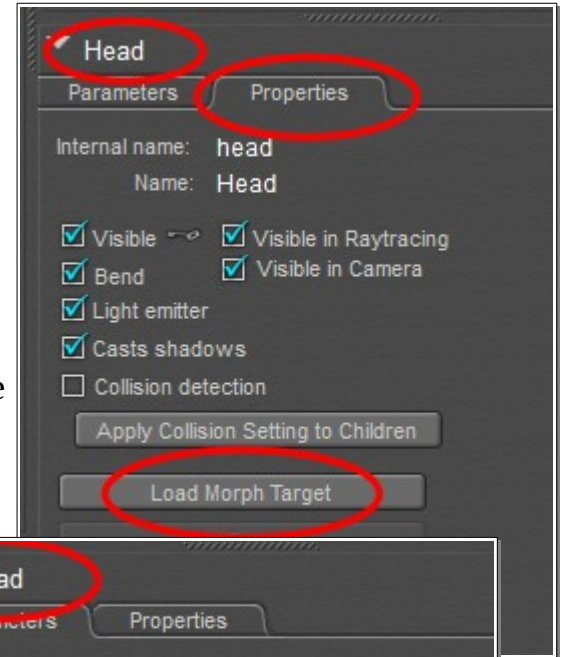 Head
Parameters Properties
Internal name: head
Name: Head
Visible Visible in Raytracing
Bend Visible in Camera
Light emitter
Casts shadows
Collision detection
Apply Collision Setting to Children
Load Morph Target
Properties